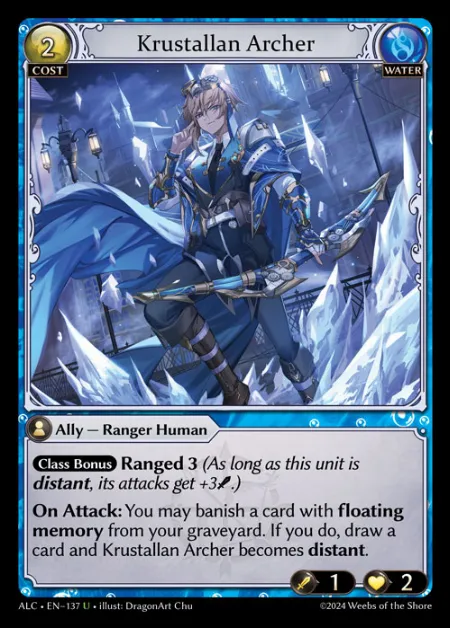 2
Krustallan Archer
COST
WATER
Ally — Ranger Human
Class Bonus Ranged 3 (As long as this unit is
distant, its attacks get +3.)
On Attack: You may banish a card with floating
memory from your graveyard. If you do, draw a
card and Krustallan Archer becomes distant.
1
2
ALC • EN-137 U • illust: DragonArt Chu
©2024 Weebs of the Shore